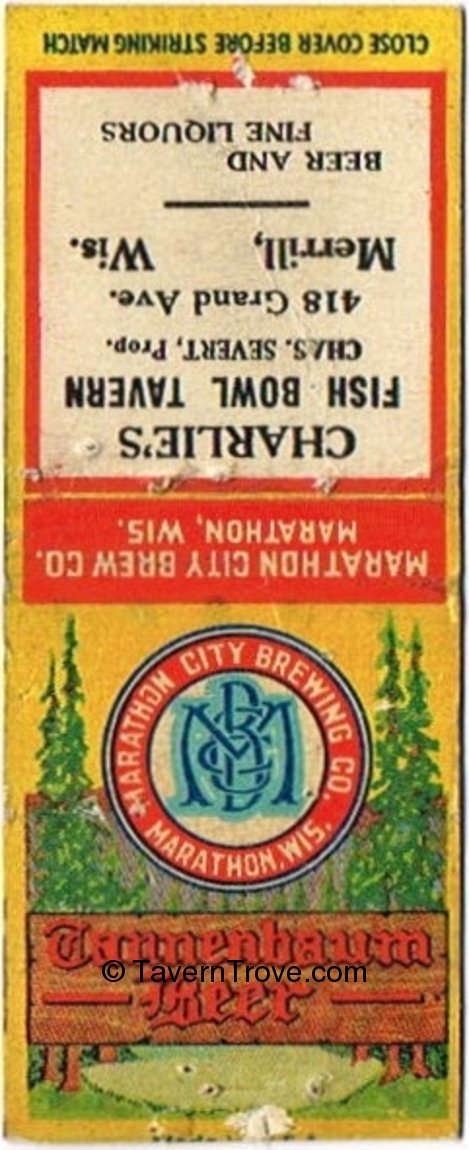 CLOSE COVER BEFORE STRIKING MATCH
CHARLIE'S
FISH BOWL TAVERN
CHAS. SEVERT, Prop.
418 Grand Ave.
Merrill, Wis.
BEER AND
FINE LIQUORS
MARATHON CITY BREW CO.
MARATHON, WIS.
MARATHON CITY BREWING CO.
MARATHON, WIS.
MCBCo
Tannenbaum
Beer
© TavernTrove.com